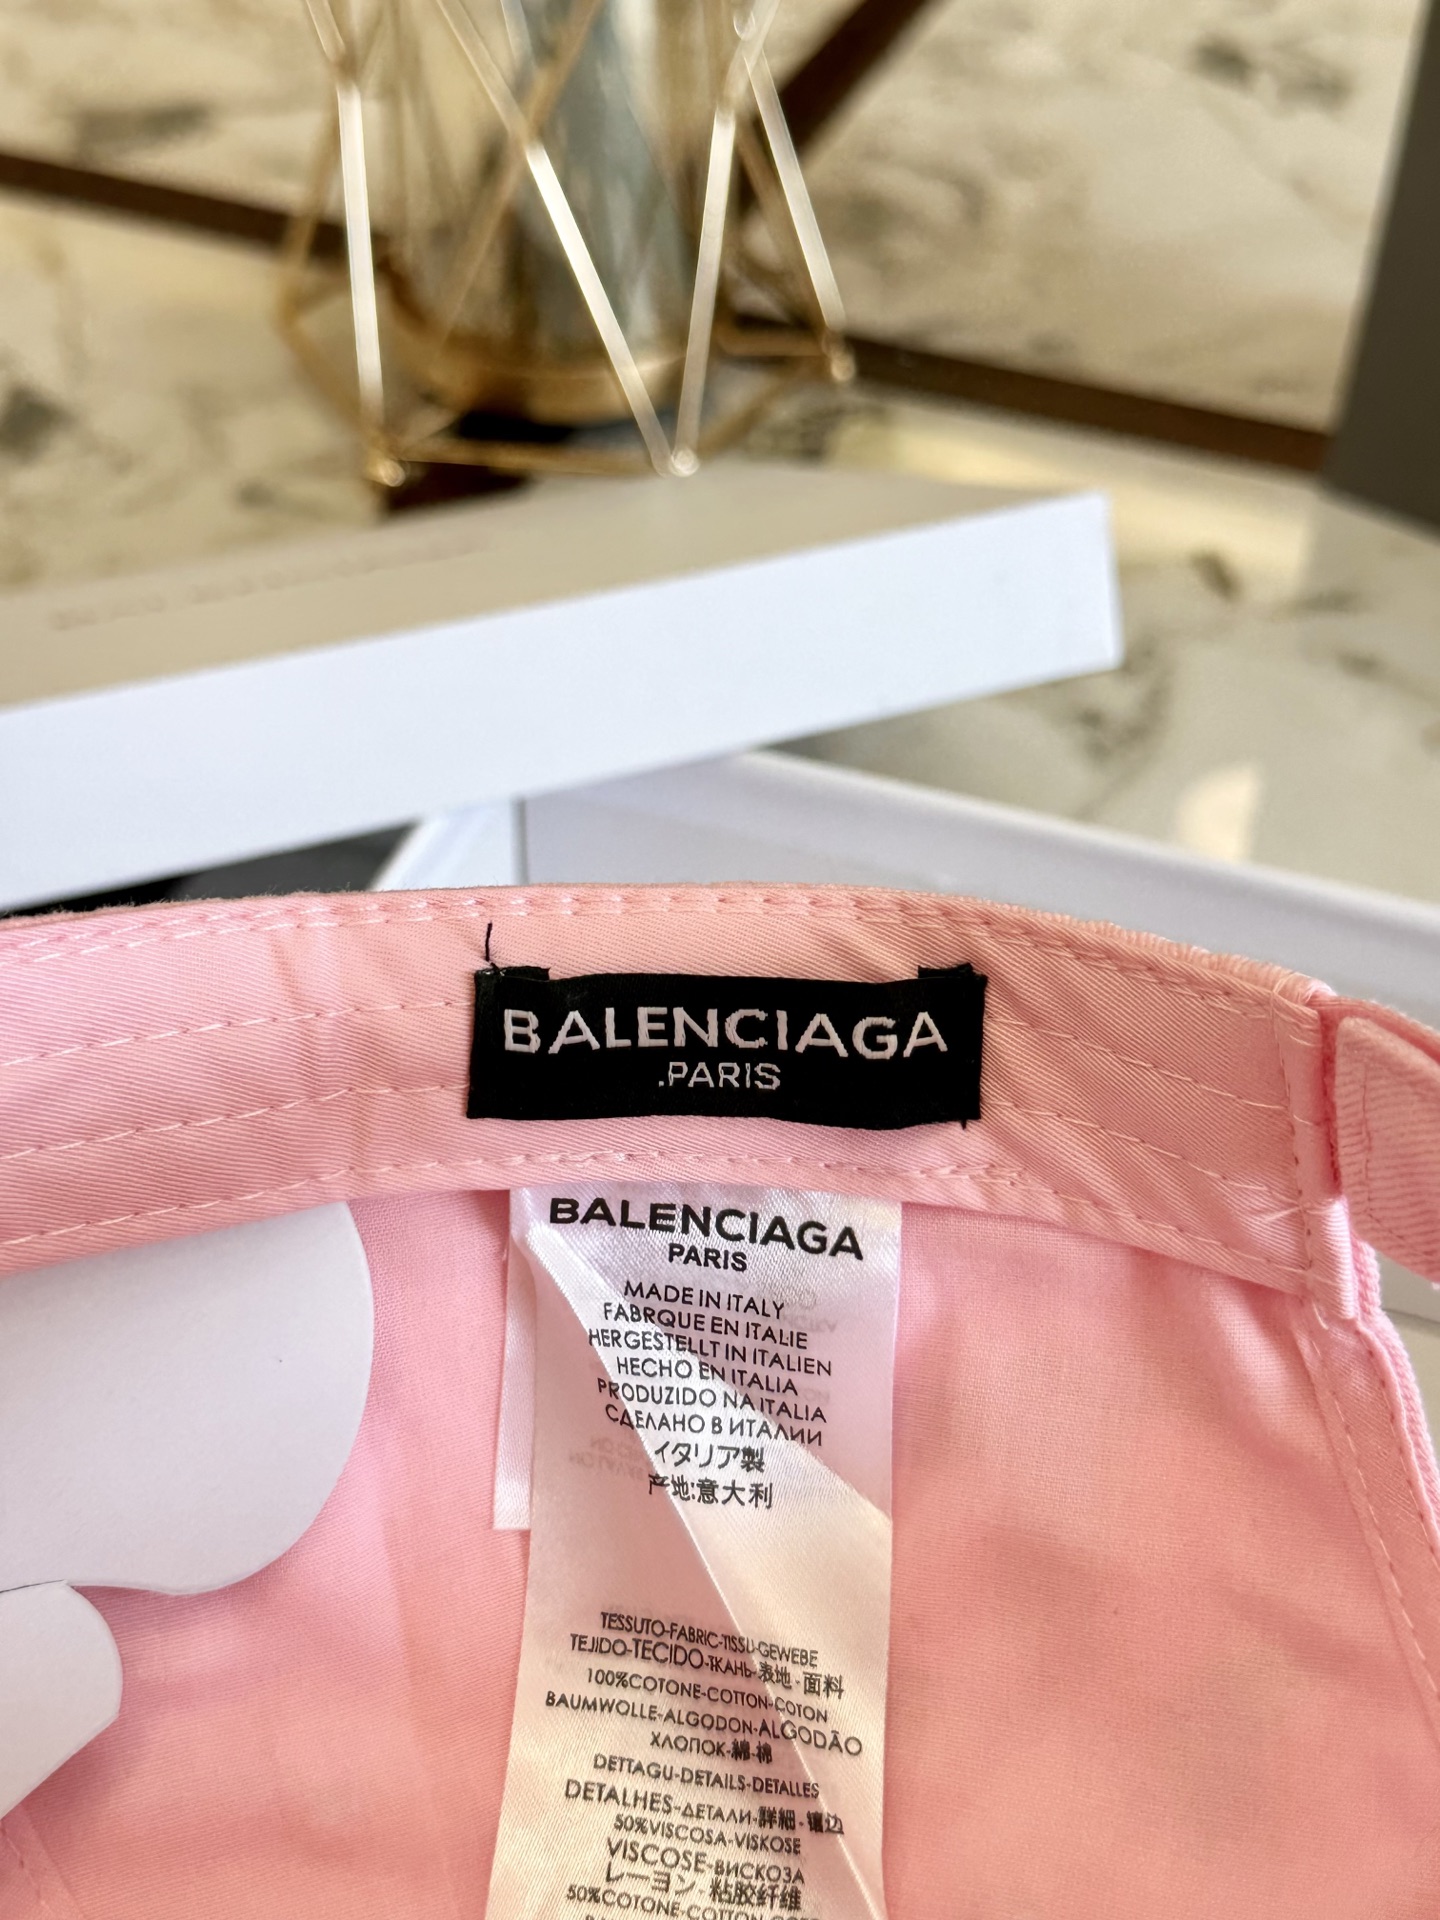 BALENCIAGA
.PARIS
BALENCIAGA
PARIS
MADE IN ITALY
FABRQUE EN ITALIE
HERGESTELLT IN ITALIEN
HECHO EN ITALIA
PRODUZIDO NA ITALIA
СДЕЛАНО В ИТАЛИИ
イタリア製
产地:意大利
TESSUTO-FABRIC-TISSU-GEWEBE
TEJIDO-TECIDO-ТКАНЬ-表地-面料
100%COTONE-COTTON-COTON
BAUMWOLLE-ALGODON-ALGODÃO
ХЛОПОК-綿-棉
DETTAGU-DETAILS-DETALLES
DETALHES-ДЕТАЛИ-詳細-镶边
50%VISCOSA-VISKOSE
VISCOSE-ВИСКОЗА
レーヨン-粘胶纤维
50%COTONE-COTTON-COTON